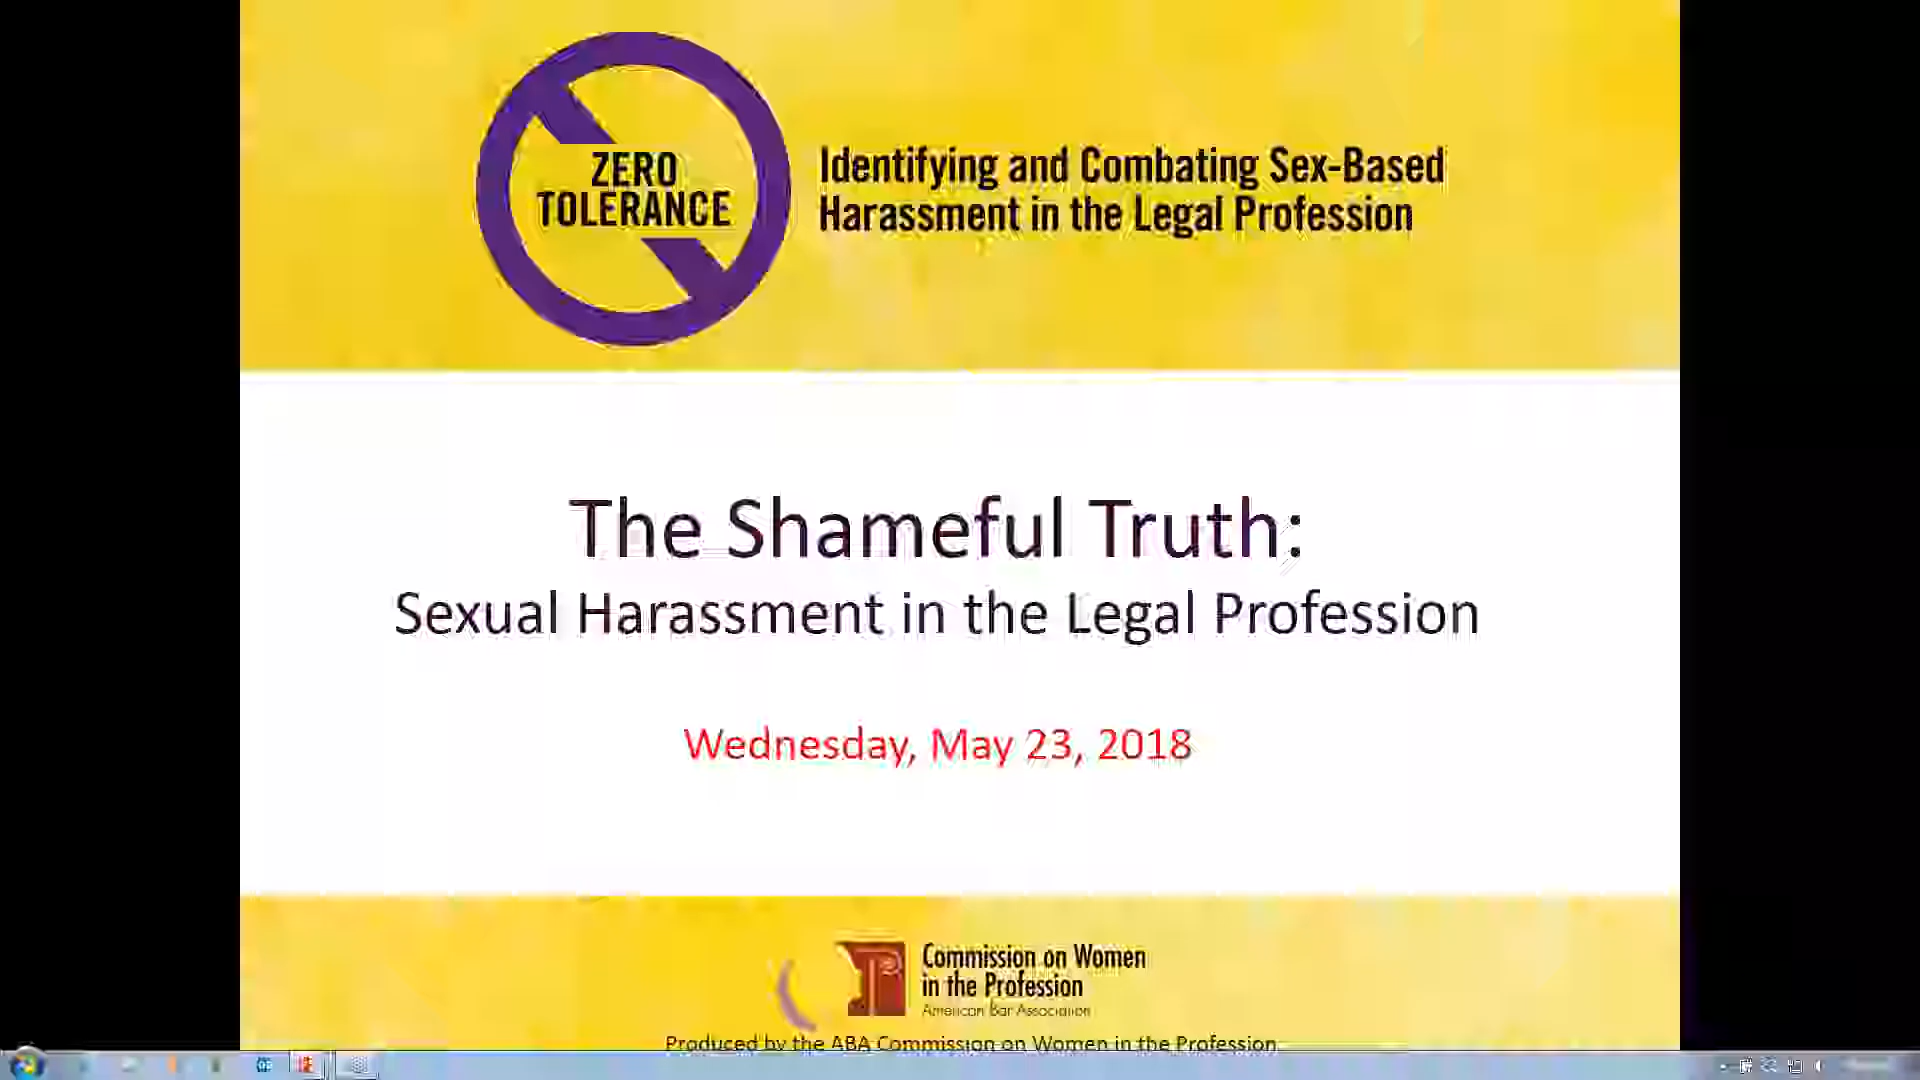 ZERO
TOLERANCE
Identifying and Combating Sex-Based
Harassment in the Legal Profession
The Shameful Truth:
Sexual Harassment in the Legal Profession
Wednesday, May 23, 2018
Commission on Women
in the Profession
American Bar Association
Produced by the ABA Commission on Women in the Profession